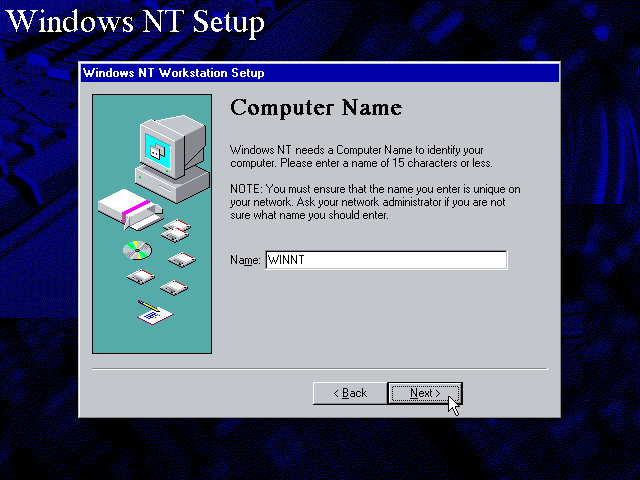 Windows NT Setup
Windows NT Workstation Setup
Computer Name
Windows NT needs a Computer Name to identify your
computer. Please enter a name of 15 characters or less.
NOTE: You must ensure that the name you enter is unique on
your network. Ask your network administrator if you are not
sure what name you should enter.
Name: WINNT
< Back Next >